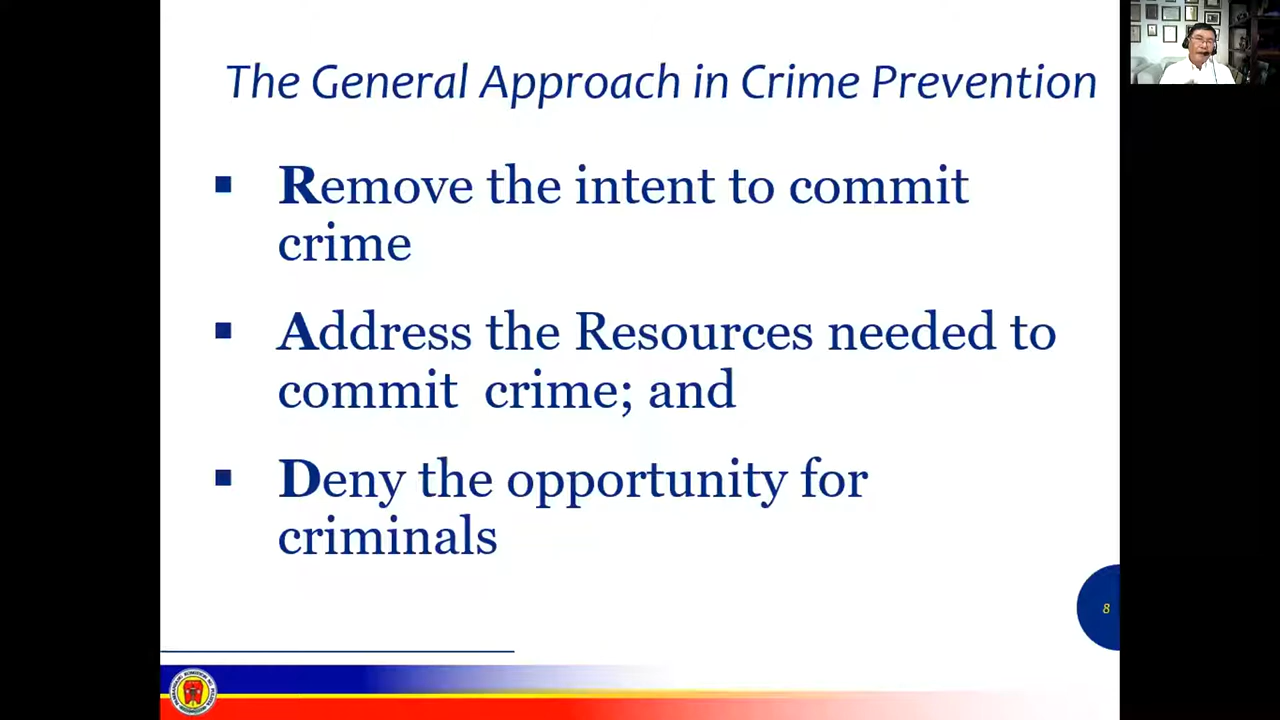 The General Approach in Crime Prevention
▪ Remove the intent to commit
crime
▪ Address the Resources needed to
commit crime; and
▪ Deny the opportunity for
criminals
8